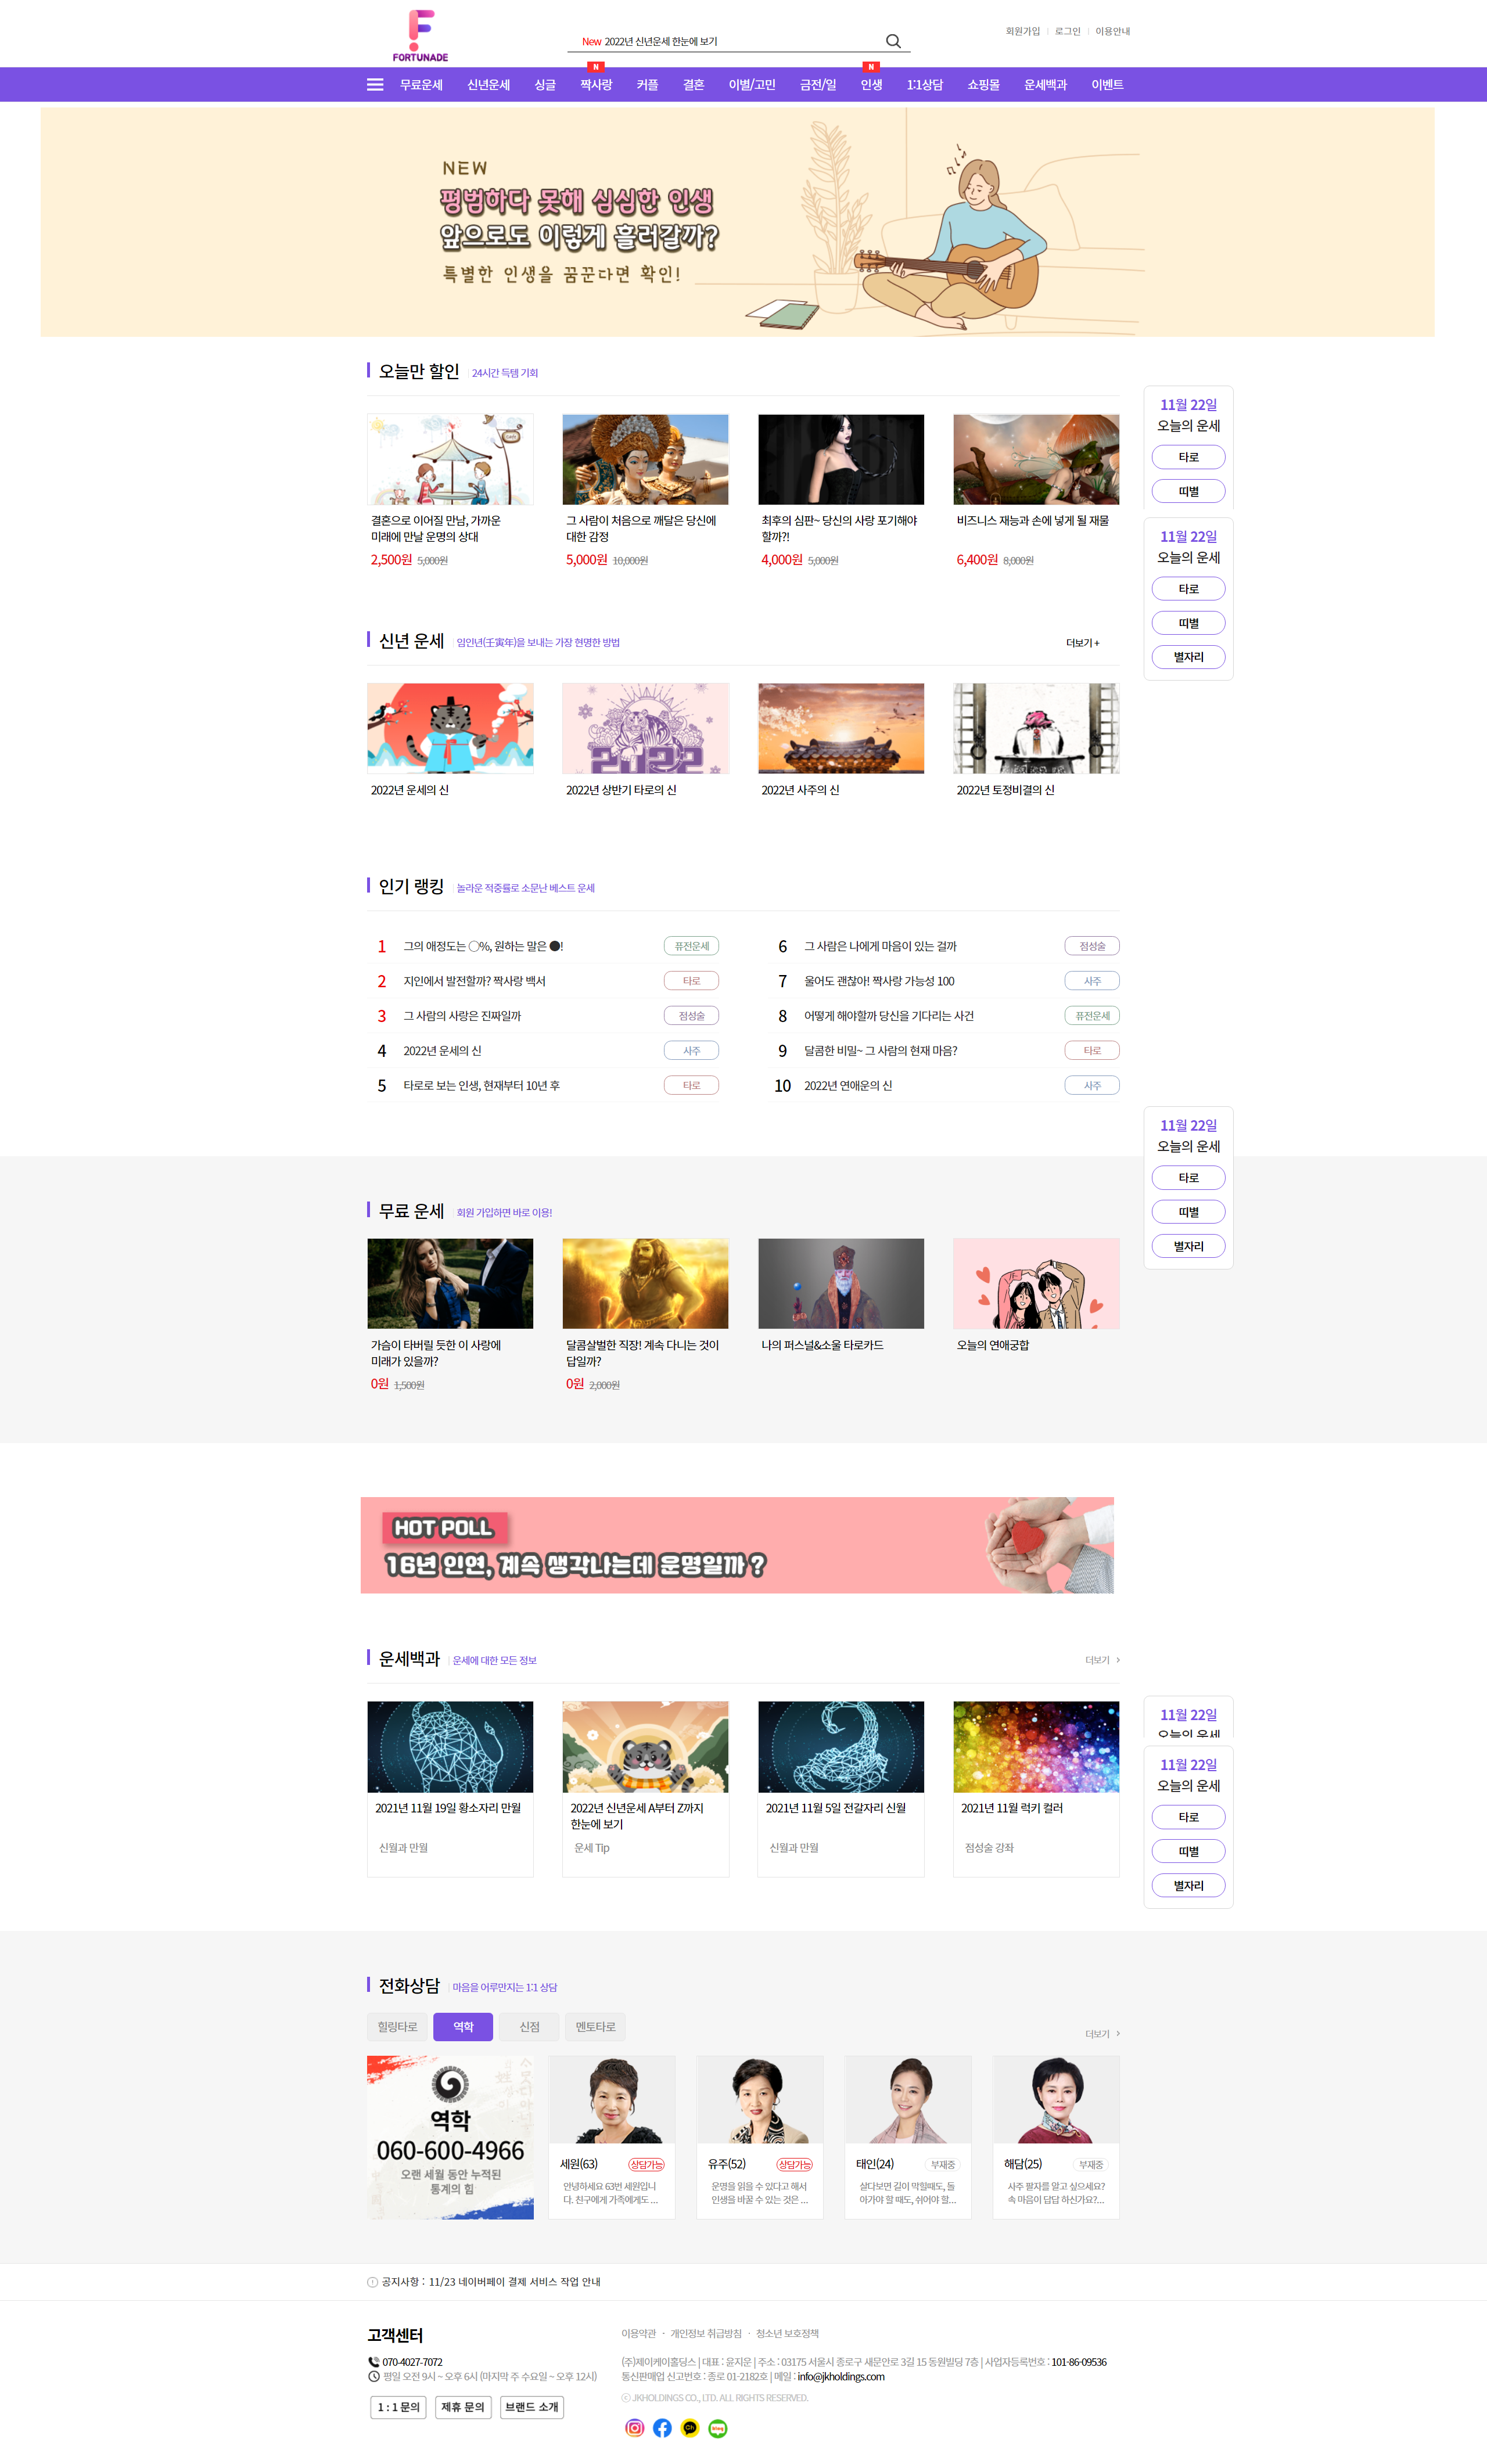 FORTUNADE
New 2022년 신년운세 한눈에 보기
회원가입 | 로그인 | 이용안내
무료운세 신년운세 싱글 짝사랑 커플 결혼 이별/고민 금전/일 인생 1:1상담 쇼핑몰 운세백과 이벤트
N N
NEW
평범하다 못해 심심한 인생
앞으로도 이렇게 흘러갈까?
특별한 인생을 꿈꾼다면 확인!
오늘만 할인 | 24시간 득템 기회
결혼으로 이어질 만남, 가까운
미래에 만날 운명의 상대
2,500원 5,000원
그 사람이 처음으로 깨달은 당신에
대한 감정
5,000원 10,000원
최후의 심판~ 당신의 사랑 포기해야
할까?!
4,000원 5,000원
비즈니스 재능과 손에 넣게 될 재물
6,400원 8,000원
11월 22일
오늘의 운세
타로
띠별
11월 22일
오늘의 운세
타로
띠별
별자리
신년 운세 | 임인년(壬寅年)을 보내는 가장 현명한 방법
더보기 +
2022
2022년 운세의 신
2022년 상반기 타로의 신
2022년 사주의 신
2022년 토정비결의 신
인기 랭킹 | 놀라운 적중률로 소문난 베스트 운세
1 그의 애정도는 ○%, 원하는 말은 ●! 퓨전운세
2 지인에서 발전할까? 짝사랑 백서 타로
3 그 사람의 사랑은 진짜일까 점성술
4 2022년 운세의 신 사주
5 타로로 보는 인생, 현재부터 10년 후 타로
6 그 사람은 나에게 마음이 있는 걸까 점성술
7 울어도 괜찮아! 짝사랑 가능성 100 사주
8 어떻게 해야할까 당신을 기다리는 사건 퓨전운세
9 달콤한 비밀~ 그 사람의 현재 마음? 타로
10 2022년 연애운의 신 사주
11월 22일
오늘의 운세
타로
띠별
별자리
무료 운세 | 회원 가입하면 바로 이용!
가슴이 타버릴 듯한 이 사랑에
미래가 있을까?
0원 1,500원
달콤살벌한 직장! 계속 다니는 것이
답일까?
0원 2,000원
나의 퍼스널&소울 타로카드
오늘의 연애궁합
HOT POLL
16년 인연, 계속 생각나는데 운명일까?
운세백과 | 운세에 대한 모든 정보
더보기 >
2021년 11월 19일 황소자리 만월
신월과 만월
2022년 신년운세 A부터 Z까지
한눈에 보기
운세 Tip
2021년 11월 5일 전갈자리 신월
신월과 만월
2021년 11월 럭키 컬러
점성술 강좌
11월 22일
오늘의 운세
11월 22일
오늘의 운세
타로
띠별
별자리
전화상담 | 마음을 어루만지는 1:1 상담
힐링타로 역학 신점 멘토타로
더보기 >
역학
060-600-4966
오랜 세월 동안 누적된
통계의 힘
세원(63) 상담가능
안녕하세요 63번 세원입니
다. 친구에게 가족에게도 ...
유주(52) 상담가능
운명을 읽을 수 있다고 해서
인생을 바꿀 수 있는 것은 ...
태인(24) 부재중
살다보면 길이 막힐때도, 돌
아가야 할 때도, 쉬어야 할...
해담(25) 부재중
사주 팔자를 알고 싶으세요?
속 마음이 답답 하신가요?...
공지사항 : 11/23 네이버페이 결제 서비스 작업 안내
고객센터
070-4027-7072
평일 오전 9시 ~ 오후 6시 (마지막 주 수요일 ~ 오후 12시)
1 : 1 문의 제휴 문의 브랜드 소개
이용약관 · 개인정보 취급방침 · 청소년 보호정책
(주)제이케이홀딩스 | 대표 : 윤지운 | 주소 : 03175 서울시 종로구 새문안로 3길 15 동원빌딩 7층 | 사업자등록번호 : 101-86-09536
통신판매업 신고번호 : 종로 01-2182호 | 메일 : info@jkholdings.com
ⓒ JKHOLDINGS CO., LTD. ALL RIGHTS RESERVED.
Ch
blog